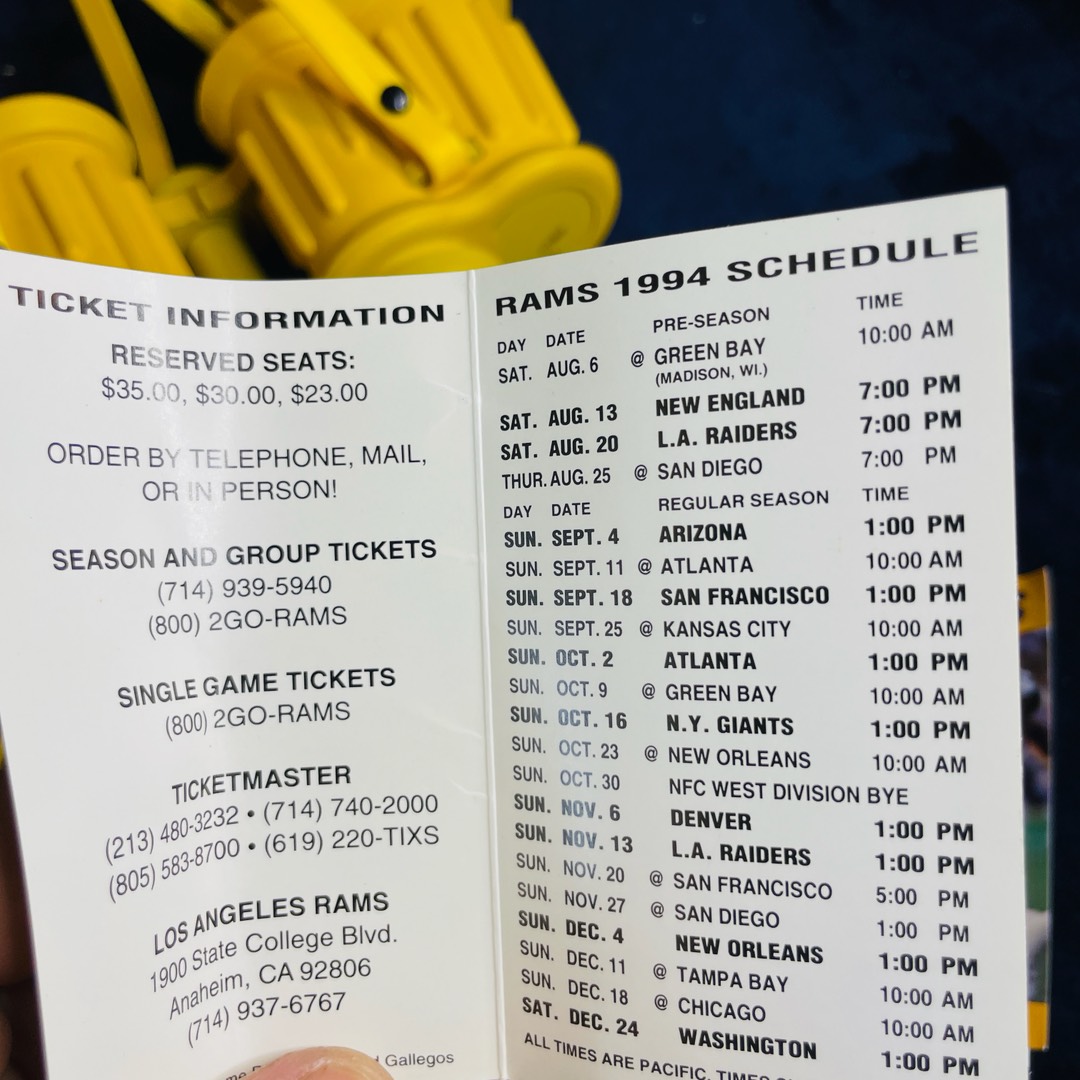 TICKET INFORMATION
RESERVED SEATS:
$35.00, $30.00, $23.00
ORDER BY TELEPHONE, MAIL,
OR IN PERSON!
SEASON AND GROUP TICKETS
(714) 939-5940
(800) 2GO-RAMS
SINGLE GAME TICKETS
(800) 2GO-RAMS
TICKETMASTER
(213) 480-3232 • (714) 740-2000
(805) 583-8700 • (619) 220-TIXS
LOS ANGELES RAMS
1900 State College Blvd.
Anaheim, CA 92806
(714) 937-6767
Gallegos
RAMS 1994 SCHEDULE
DAY DATE PRE-SEASON TIME
SAT. AUG. 6 @ GREEN BAY 10:00 AM
(MADISON, WI.)
SAT. AUG. 13 NEW ENGLAND 7:00 PM
SAT. AUG. 20 L.A. RAIDERS 7:00 PM
THUR. AUG. 25 @ SAN DIEGO 7:00 PM
DAY DATE REGULAR SEASON TIME
SUN. SEPT. 4 ARIZONA 1:00 PM
SUN. SEPT. 11 @ ATLANTA 10:00 AM
SUN. SEPT. 18 SAN FRANCISCO 1:00 PM
SUN. SEPT. 25 @ KANSAS CITY 10:00 AM
SUN. OCT. 2 ATLANTA 1:00 PM
SUN. OCT. 9 @ GREEN BAY 10:00 AM
SUN. OCT. 16 N.Y. GIANTS 1:00 PM
SUN. OCT. 23 @ NEW ORLEANS 10:00 AM
SUN. OCT. 30 NFC WEST DIVISION BYE
SUN. NOV. 6 DENVER 1:00 PM
SUN. NOV. 13 L.A. RAIDERS 1:00 PM
SUN. NOV. 20 @ SAN FRANCISCO 5:00 PM
SUN. NOV. 27 @ SAN DIEGO 1:00 PM
SUN. DEC. 4 NEW ORLEANS 1:00 PM
SUN. DEC. 11 @ TAMPA BAY 10:00 AM
SUN. DEC. 18 @ CHICAGO 10:00 AM
SAT. DEC. 24 WASHINGTON 1:00 PM
ALL TIMES ARE PACIFIC.